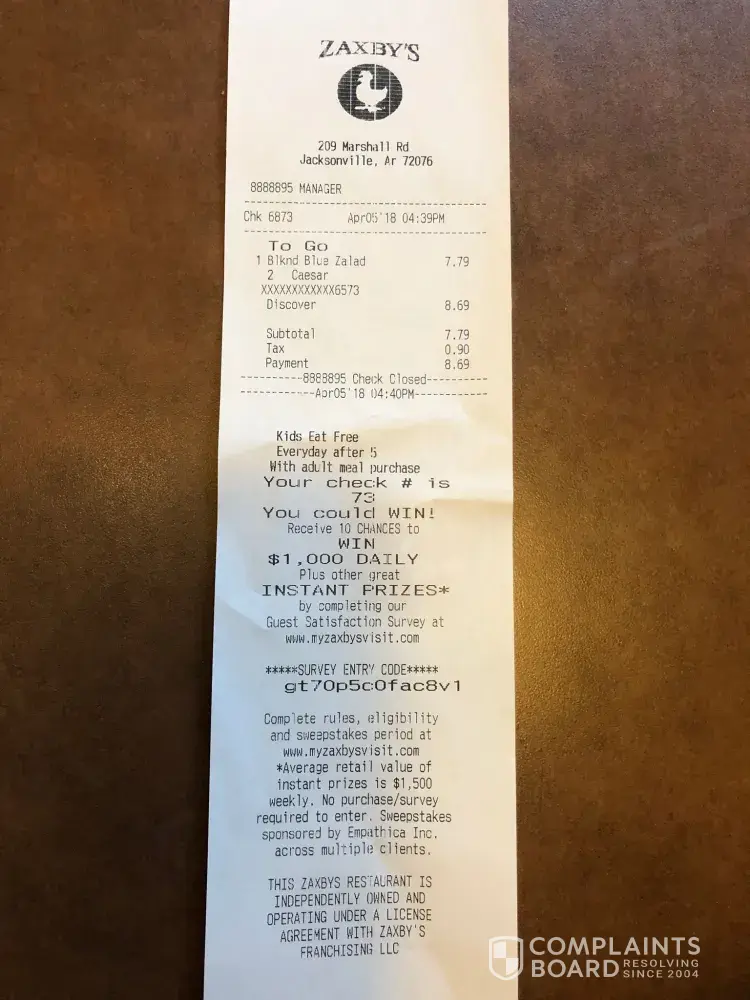 ZAXBY'S
209 Marshall Rd
Jacksonville, Ar 72076
8888895 MANAGER
Chk 6873 Apr05'18 04:39PM
To Go
1 Blknd Blue Zalad 7.79
2 Caesar
XXXXXXXXXXXX6573
Discover 8.69
Subtotal 7.79
Tax 0.90
Payment 8.69
----------8888895 Check Closed----------
------------Apr05'18 04:40PM------------
Kids Eat Free
Everyday after 5
With adult meal purchase
Your check # is
73
You could WIN!
Receive 10 CHANCES to
WIN
$1,000 DAILY
Plus other great
INSTANT PRIZES*
by completing our
Guest Satisfaction Survey at
www.myzaxbysvisit.com
*****SURVEY ENTRY CODE*****
gt70p5c0fac8v1
Complete rules, eligibility
and sweepstakes period at
www.myzaxbysvisit.com
*Average retail value of
instant prizes is $1,500
weekly. No purchase/survey
required to enter. Sweepstakes
sponsored by Empathica Inc.
across multiple clients.
THIS ZAXBYS RESTAURANT IS
INDEPENDENTLY OWNED AND
OPERATING UNDER A LICENSE
AGREEMENT WITH ZAXBY'S
FRANCHISING LLC
COMPLAINTS
BOARD RESOLVING
SINCE 2004